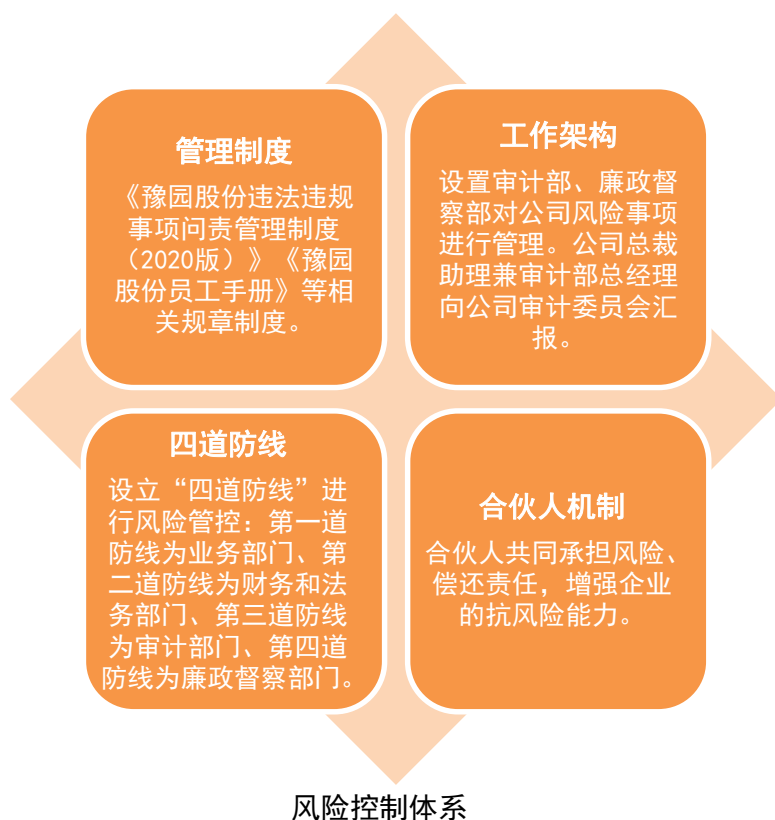 管理制度
《豫园股份违法违规
事项问责管理制度
（2020版）》《豫园
股份员工手册》等相
关规章制度。
工作架构
设置审计部、廉政督
察部对公司风险事项
进行管理。公司总裁
助理兼审计部总经理
向公司审计委员会汇
报。
四道防线
设立“四道防线”进
行风险管控：第一道
防线为业务部门、第
二道防线为财务和法
务部门、第三道防线
为审计部门、第四道
防线为廉政督察部门。
合伙人机制
合伙人共同承担风险、
偿还责任，增强企业
的抗风险能力。
风险控制体系